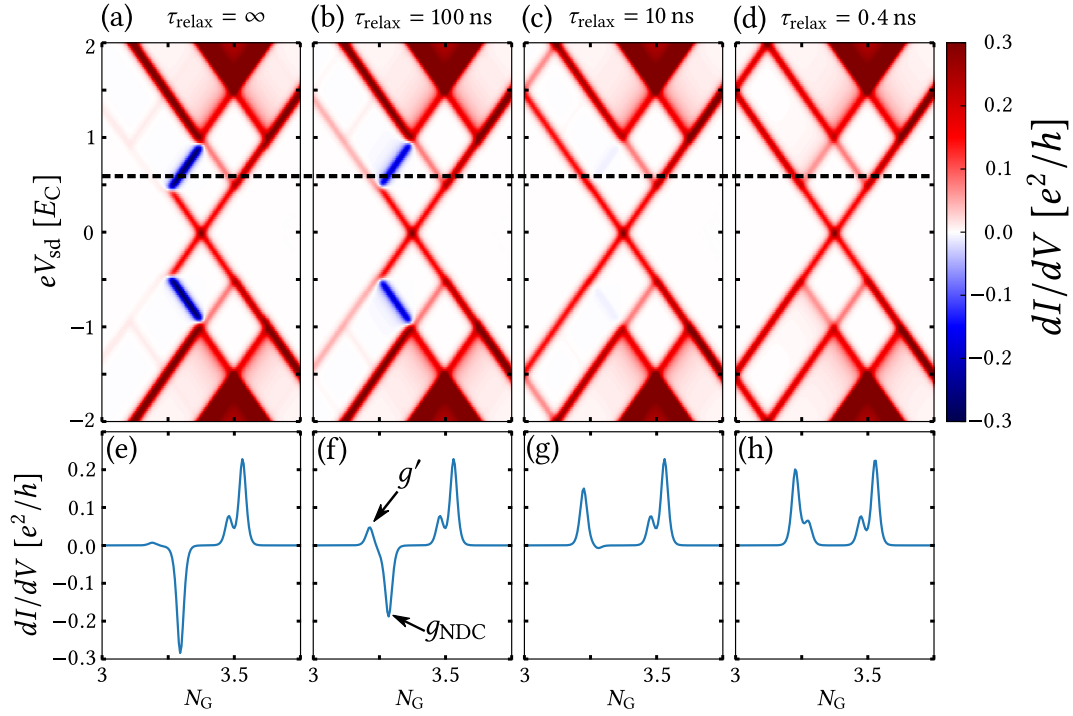 (a) τrelax = ∞ (b) τrelax = 100 ns (c) τrelax = 10 ns (d) τrelax = 0.4 ns
2
1
0
−1
−2
eVsd [EC]
0.3
0.2
0.1
0.0
−0.1
−0.2
−0.3
dI/dV [e²/h]
(e) (f) (g) (h)
g′
gNDC
0.2
0.1
0.0
−0.1
−0.2
−0.3
dI/dV [e²/h]
3 3.5 3 3.5 3 3.5 3 3.5
NG NG NG NG